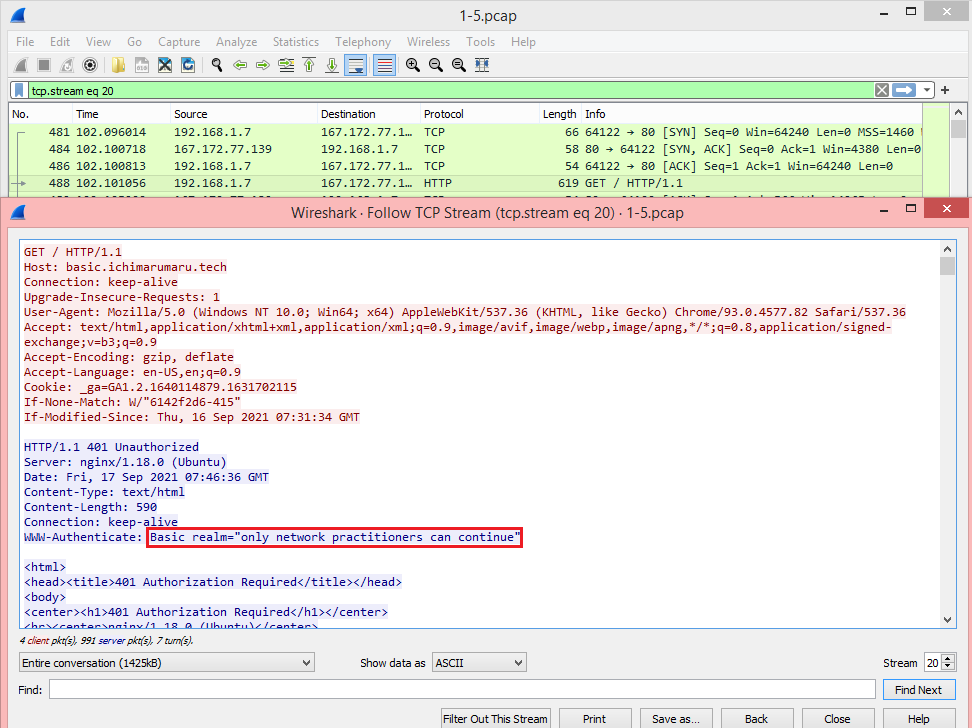 1-5.pcap
File Edit View Go Capture Analyze Statistics Telephony Wireless Tools Help
tcp.stream eq 20
No. Time Source Destination Protocol Length Info
481 102.096014 192.168.1.7 167.172.77.1… TCP 66 64122 → 80 [SYN] Seq=0 Win=64240 Len=0 MSS=1460
484 102.100718 167.172.77.139 192.168.1.7 TCP 58 80 → 64122 [SYN, ACK] Seq=0 Ack=1 Win=4380 Len=0
486 102.100813 192.168.1.7 167.172.77.1… TCP 54 64122 → 80 [ACK] Seq=1 Ack=1 Win=64240 Len=0
488 102.101056 192.168.1.7 167.172.77.1… HTTP 619 GET / HTTP/1.1
Wireshark · Follow TCP Stream (tcp.stream eq 20) · 1-5.pcap
GET / HTTP/1.1
Host: basic.ichimarumaru.tech
Connection: keep-alive
Upgrade-Insecure-Requests: 1
User-Agent: Mozilla/5.0 (Windows NT 10.0; Win64; x64) AppleWebKit/537.36 (KHTML, like Gecko) Chrome/93.0.4577.82 Safari/537.36
Accept: text/html,application/xhtml+xml,application/xml;q=0.9,image/avif,image/webp,image/apng,*/*;q=0.8,application/signed-
exchange;v=b3;q=0.9
Accept-Encoding: gzip, deflate
Accept-Language: en-US,en;q=0.9
Cookie: _ga=GA1.2.1640114879.1631702115
If-None-Match: W/"6142f2d6-415"
If-Modified-Since: Thu, 16 Sep 2021 07:31:34 GMT
HTTP/1.1 401 Unauthorized
Server: nginx/1.18.0 (Ubuntu)
Date: Fri, 17 Sep 2021 07:46:36 GMT
Content-Type: text/html
Content-Length: 590
Connection: keep-alive
WWW-Authenticate: Basic realm="only network practitioners can continue"
<html>
<head><title>401 Authorization Required</title></head>
<body>
<center><h1>401 Authorization Required</h1></center>
<hr><center>nginx/1.18.0 (Ubuntu)</center>
4 client pkt(s), 991 server pkt(s), 7 turn(s).
Entire conversation (1425kB) Show data as ASCII Stream 20
Find: Find Next
Filter Out This Stream Print Save as... Back Close Help